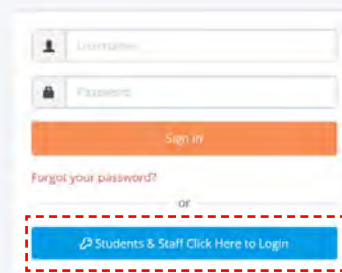 Username
Password
Sign in
Forgot your password?
or
Students & Staff Click Here to Login